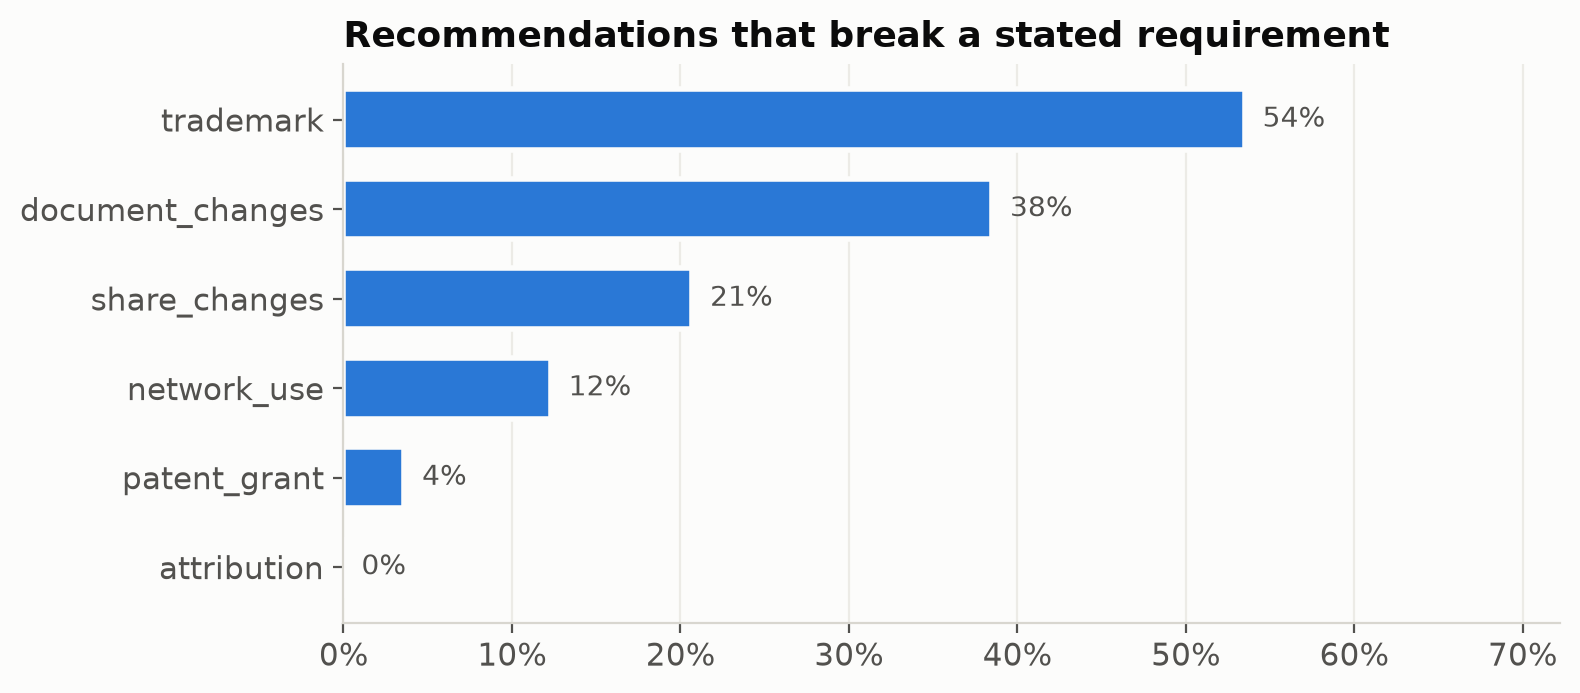 Recommendations that break a stated requirement
trademark 54%
document_changes 38%
share_changes 21%
network_use 12%
patent_grant 4%
attribution 0%
0% 10% 20% 30% 40% 50% 60% 70%